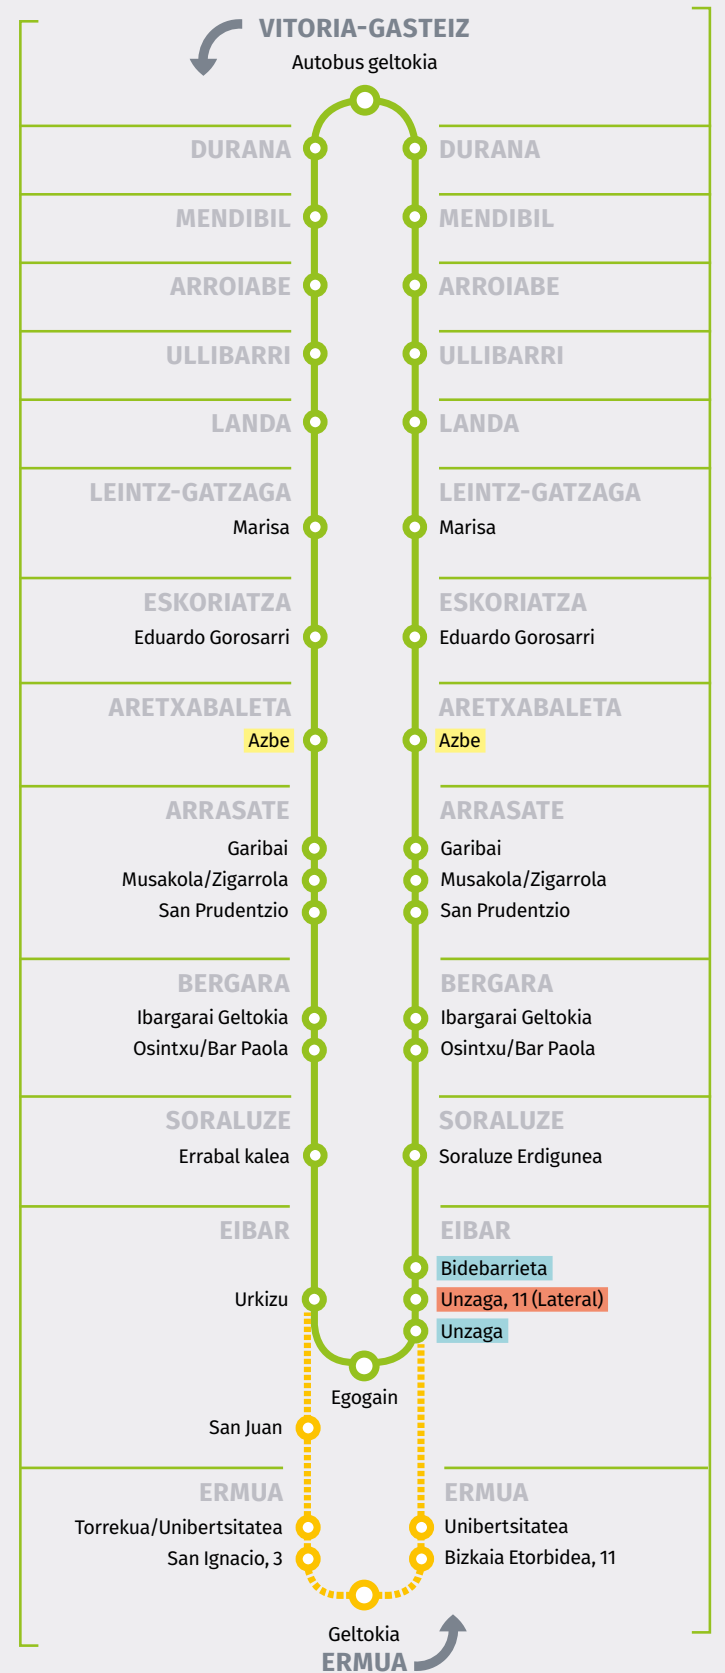 VITORIA-GASTEIZ
Autobus geltokia
DURANA
DURANA
MENDIBIL
MENDIBIL
ARROIABE
ARROIABE
ULLIBARRI
ULLIBARRI
LANDA
LANDA
LEINTZ-GATZAGA
LEINTZ-GATZAGA
Marisa
Marisa
ESKORIATZA
ESKORIATZA
Eduardo Gorosarri
Eduardo Gorosarri
ARETXABALETA
ARETXABALETA
Azbe
Azbe
ARRASATE
ARRASATE
Garibai
Garibai
Musakola/Zigarrola
Musakola/Zigarrola
San Prudentzio
San Prudentzio
BERGARA
BERGARA
Ibargarai Geltokia
Ibargarai Geltokia
Osintxu/Bar Paola
Osintxu/Bar Paola
SORALUZE
SORALUZE
Errabal kalea
Soraluze Erdigunea
EIBAR
EIBAR
Bidebarrieta
Urkizu
Unzaga, 11 (Lateral)
Unzaga
Egogain
San Juan
ERMUA
ERMUA
Torrekua/Unibertsitatea
Unibertsitatea
San Ignacio, 3
Bizkaia Etorbidea, 11
Geltokia
ERMUA